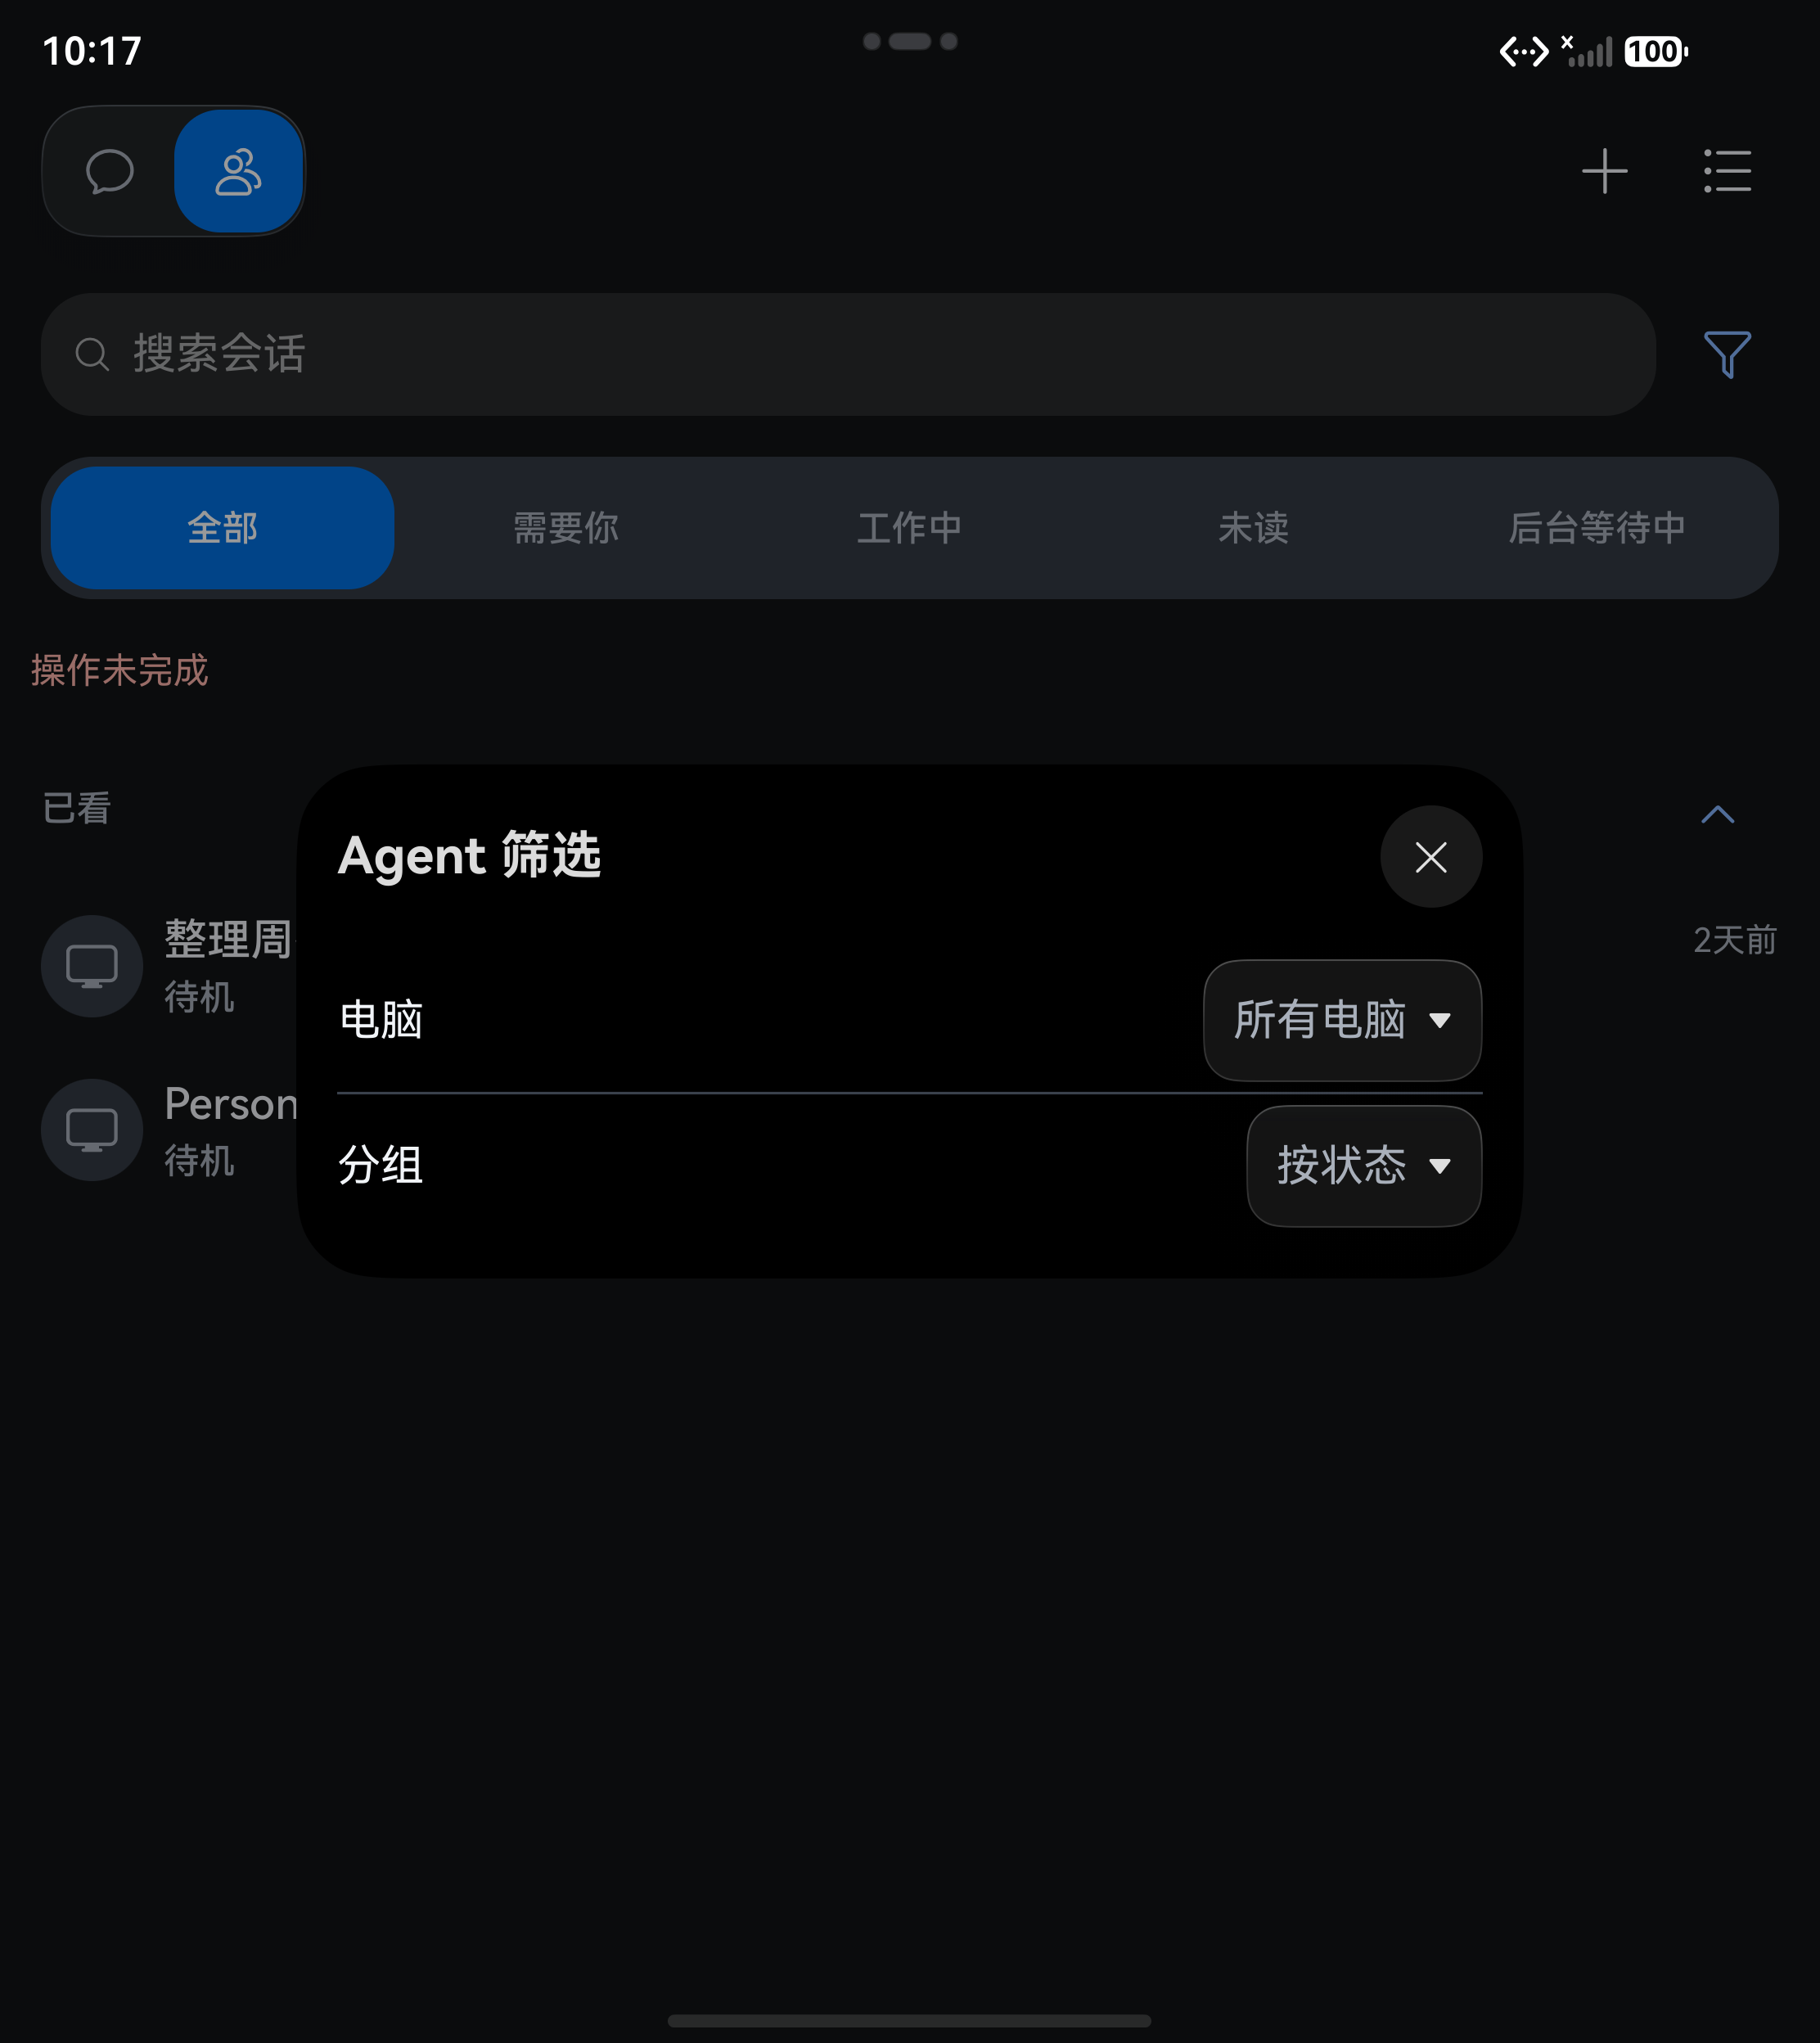 10:17
100
搜索会话
全部 需要你 工作中 未读 后台等待中
操作未完成
已看
Agent 筛选
整理周
2天前
待机
电脑 所有电脑
Person
待机
分组 按状态